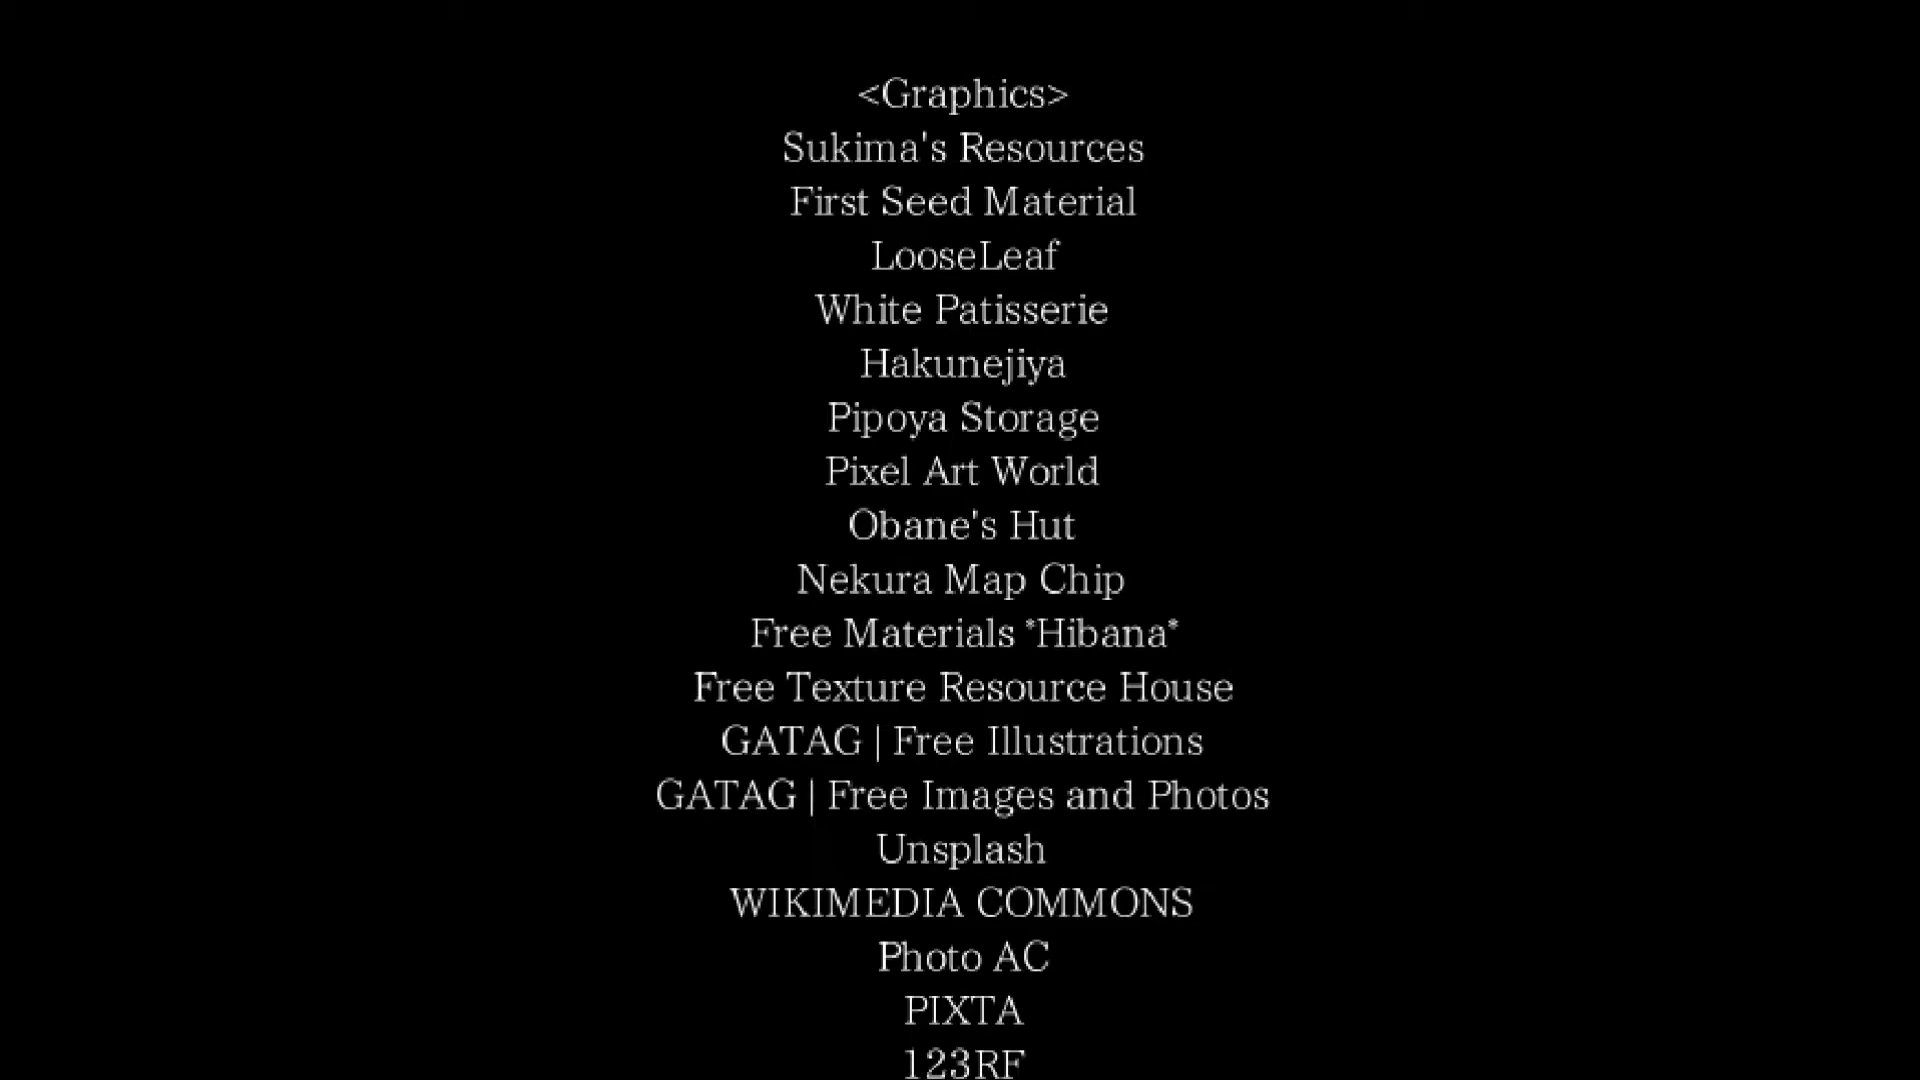 <Graphics>
Sukima's Resources
First Seed Material
LooseLeaf
White Patisserie
Hakunejiya
Pipoya Storage
Pixel Art World
Obane's Hut
Nekura Map Chip
Free Materials *Hibana*
Free Texture Resource House
GATAG | Free Illustrations
GATAG | Free Images and Photos
Unsplash
WIKIMEDIA COMMONS
Photo AC
PIXTA
123RF